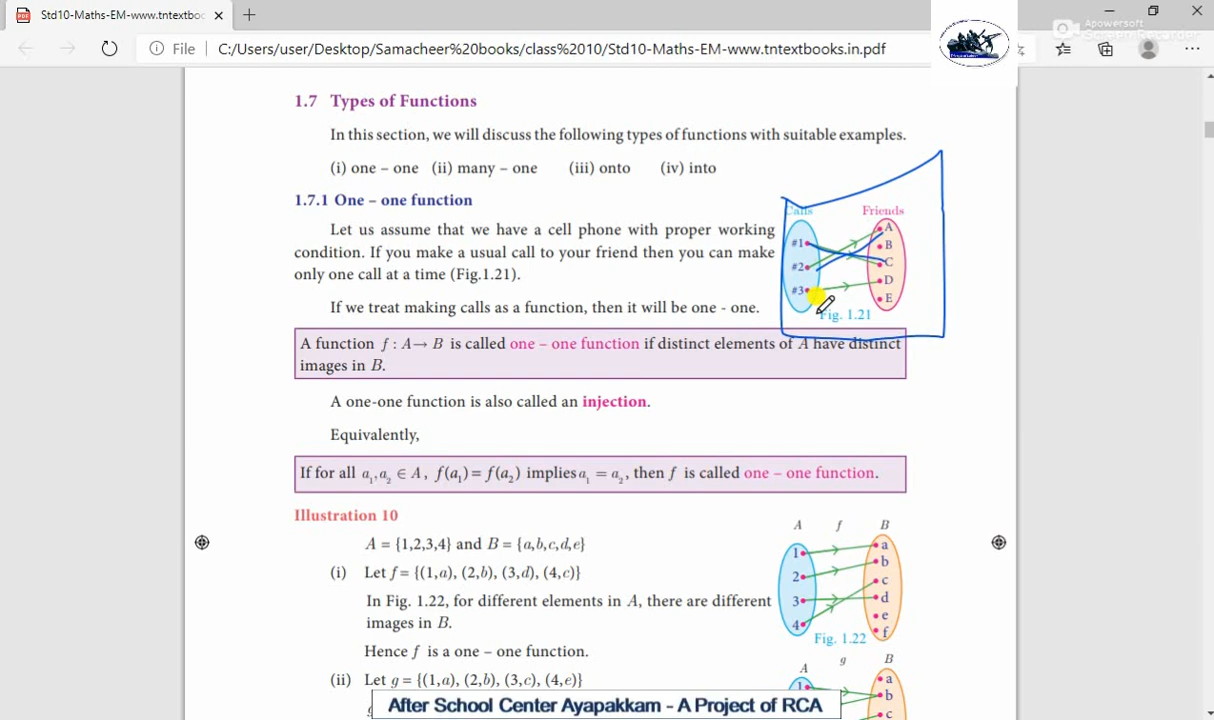 Std10-Maths-EM-www.tntextboo
Apowersoft
Screen Recorder
File
C:/Users/user/Desktop/Samacheer%20books/class%2010/Std10-Maths-EM-www.tntextbooks.in.pdf
1.7 Types of Functions
In this section, we will discuss the following types of functions with suitable examples.
(i) one – one (ii) many – one (iii) onto (iv) into
1.7.1 One – one function
Let us assume that we have a cell phone with proper working
condition. If you make a usual call to your friend then you can make
only one call at a time (Fig.1.21).
If we treat making calls as a function, then it will be one - one.
Calls
Friends
#1
#2
#3
A
B
C
D
E
Fig. 1.21
A function f : A→ B is called one – one function if distinct elements of A have distinct
images in B.
A one-one function is also called an injection.
Equivalently,
If for all a₁,a₂ ∈ A, f(a₁) = f(a₂) implies a₁ = a₂, then f is called one – one function.
Illustration 10
A = {1,2,3,4} and B = {a,b,c,d,e}
(i) Let f = {(1,a), (2,b), (3,d), (4,c)}
In Fig. 1.22, for different elements in A, there are different
images in B.
Hence f is a one – one function.
A f B
1
2
3
4
a
b
c
d
e
f
Fig. 1.22
(ii) Let g = {(1,a), (2,b), (3,c), (4,e)}
A g B
1
a
b
c
After School Center Ayapakkam - A Project of RCA